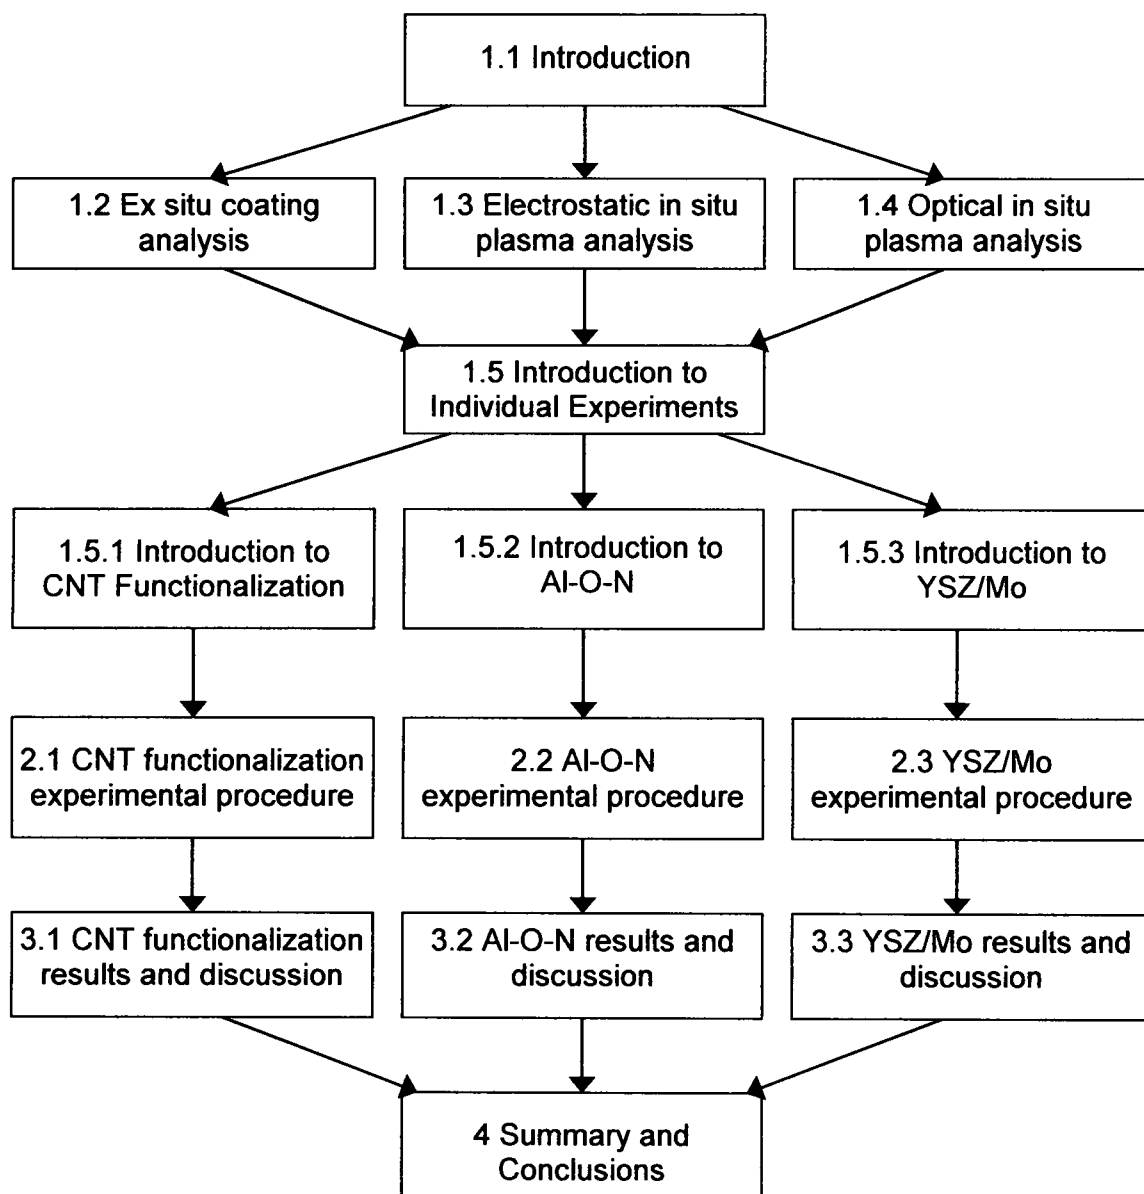 1.1 Introduction
1.2 Ex situ coating
analysis
1.3 Electrostatic in situ
plasma analysis
1.4 Optical in situ
plasma analysis
1.5 Introduction to
Individual Experiments
1.5.1 Introduction to
CNT Functionalization
1.5.2 Introduction to
Al-O-N
1.5.3 Introduction to
YSZ/Mo
2.1 CNT functionalization
experimental procedure
2.2 Al-O-N
experimental procedure
2.3 YSZ/Mo
experimental procedure
3.1 CNT functionalization
results and discussion
3.2 Al-O-N results and
discussion
3.3 YSZ/Mo results and
discussion
4 Summary and
Conclusions